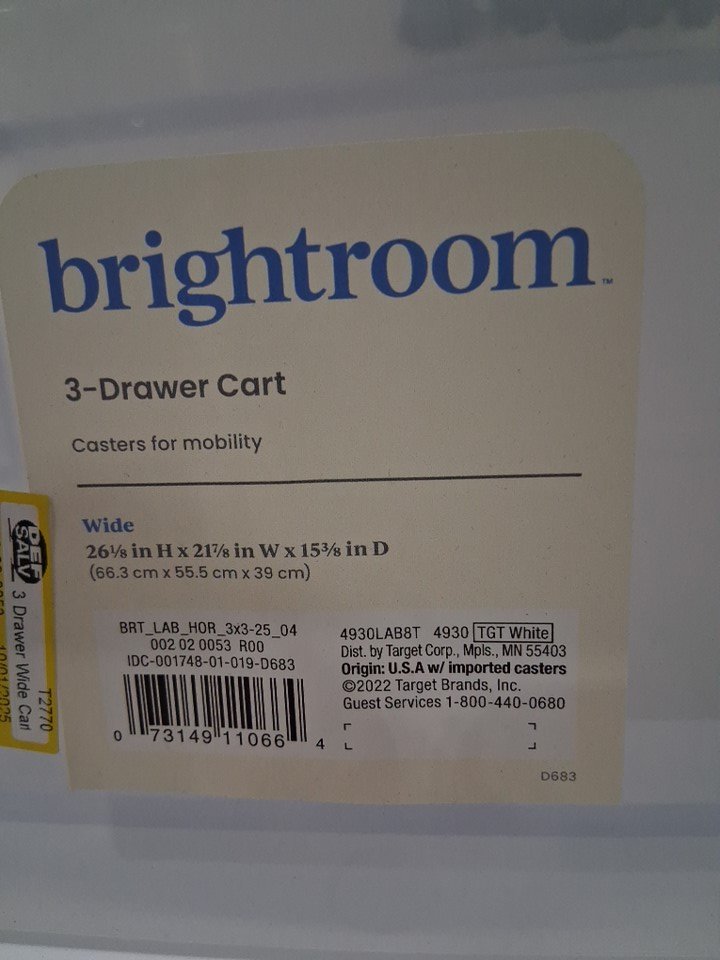 brightroom™
3-Drawer Cart
Casters for mobility
Wide
26⅛ in H x 21⅞ in W x 15⅜ in D
(66.3 cm x 55.5 cm x 39 cm)
BRT_LAB_HOR_3x3-25_04
002 02 0053 R00
IDC-001748-01-019-D683
0 73149 11066 4
4930LAB8T 4930 TGT White
Dist. by Target Corp., Mpls., MN 55403
Origin: U.S.A w/ imported casters
©2022 Target Brands, Inc.
Guest Services 1-800-440-0680
D683
DEF
SALV
T2770
3 Drawer Wide Cart